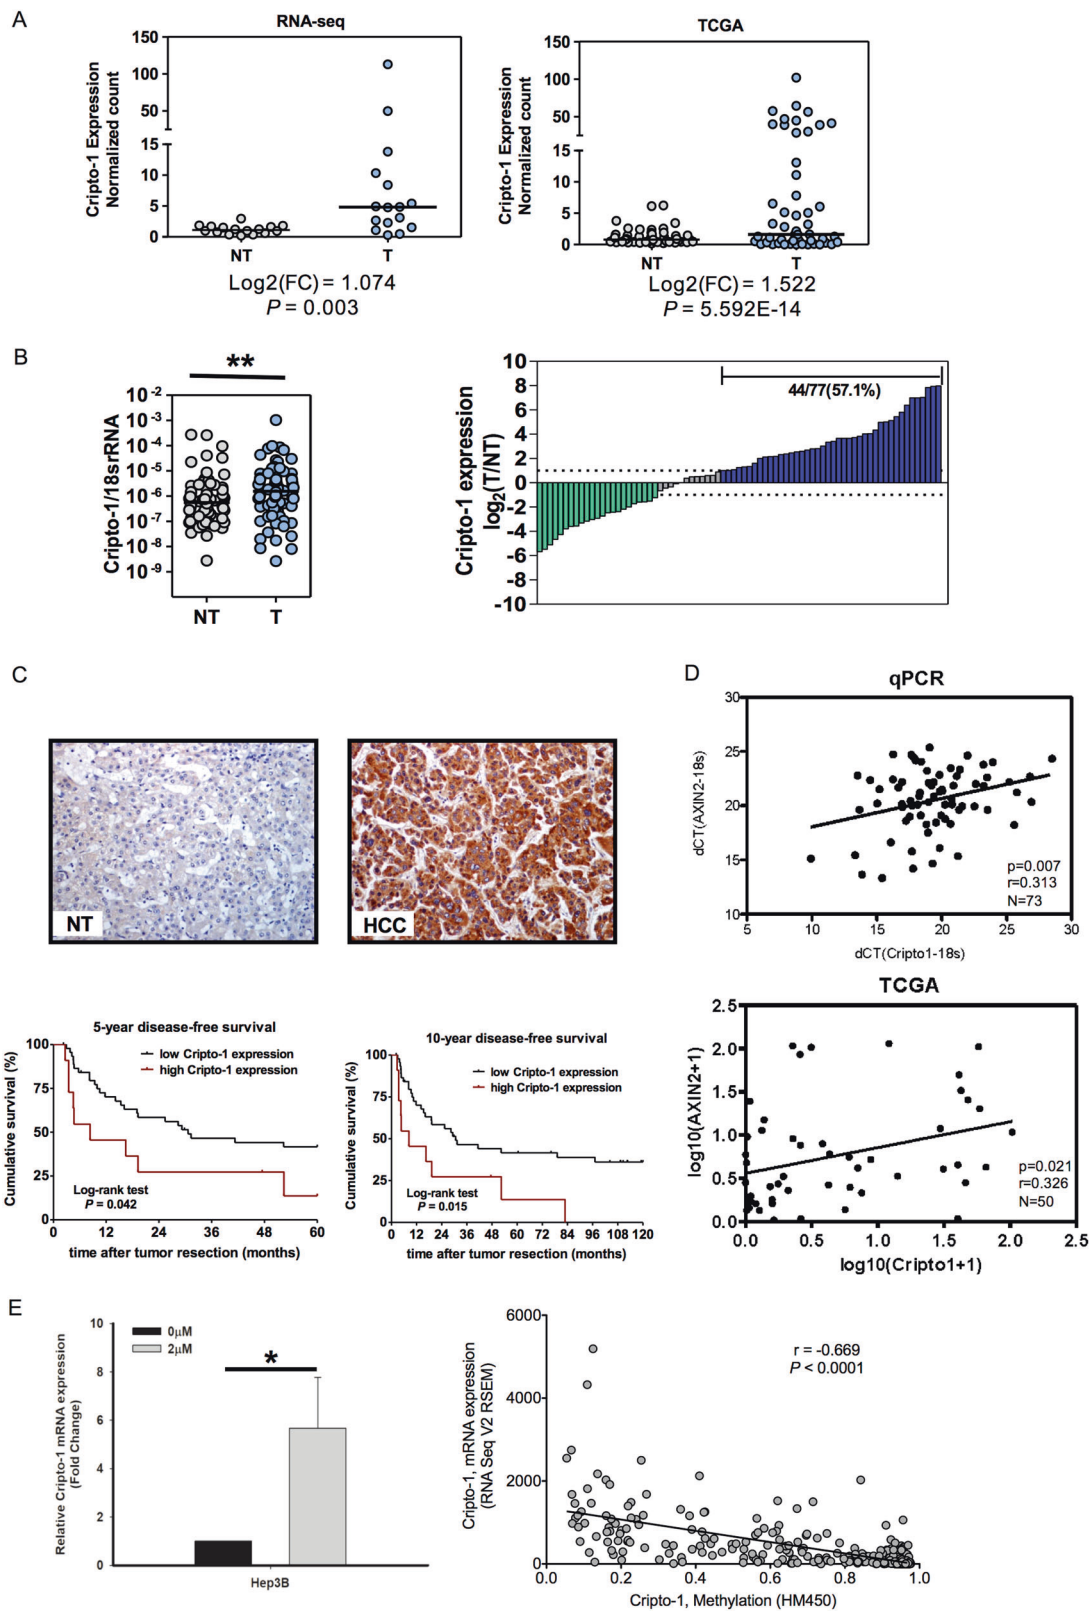 A
RNA-seq
Cripto-1 Expression
Normalized count
150
100
50
15
10
5
0
NT
T
Log2(FC) = 1.074
P = 0.003
TCGA
Cripto-1 Expression
Normalized count
150
100
50
15
10
5
0
NT
T
Log2(FC) = 1.522
P = 5.592E-14
B
**
Cripto-1/18srRNA
10-2
10-3
10-4
10-5
10-6
10-7
10-8
10-9
NT
T
Cripto-1 expression
log2(T/NT)
10
8
6
4
2
0
-2
-4
-6
-8
-10
44/77(57.1%)
C
NT
HCC
5-year disease-free survival
low Cripto-1 expression
high Cripto-1 expression
Cumulative survival (%)
100
75
50
25
0
Log-rank test
P = 0.042
0 12 24 36 48 60
time after tumor resection (months)
10-year disease-free survival
low Cripto-1 expression
high Cripto-1 expression
Cumulative survival (%)
100
75
50
25
0
Log-rank test
P = 0.015
0 12 24 36 48 60 72 84 96 108 120
time after tumor resection (months)
D
qPCR
dCT(AXIN2-18s)
30
25
20
15
10
p=0.007
r=0.313
N=73
5 10 15 20 25 30
dCT(Cripto1-18s)
TCGA
log10(AXIN2+1)
2.5
2.0
1.5
1.0
0.5
0.0
p=0.021
r=0.326
N=50
0.0 0.5 1.0 1.5 2.0 2.5
log10(Cripto1+1)
E
Relative Cripto-1 mRNA expression
(Fold Change)
10
8
6
4
2
0
0µM
2µM
*
Hep3B
Cripto-1, mRNA expression
(RNA Seq V2 RSEM)
6000
4000
2000
0
r = -0.669
P < 0.0001
0.0 0.2 0.4 0.6 0.8 1.0
Cripto-1, Methylation (HM450)